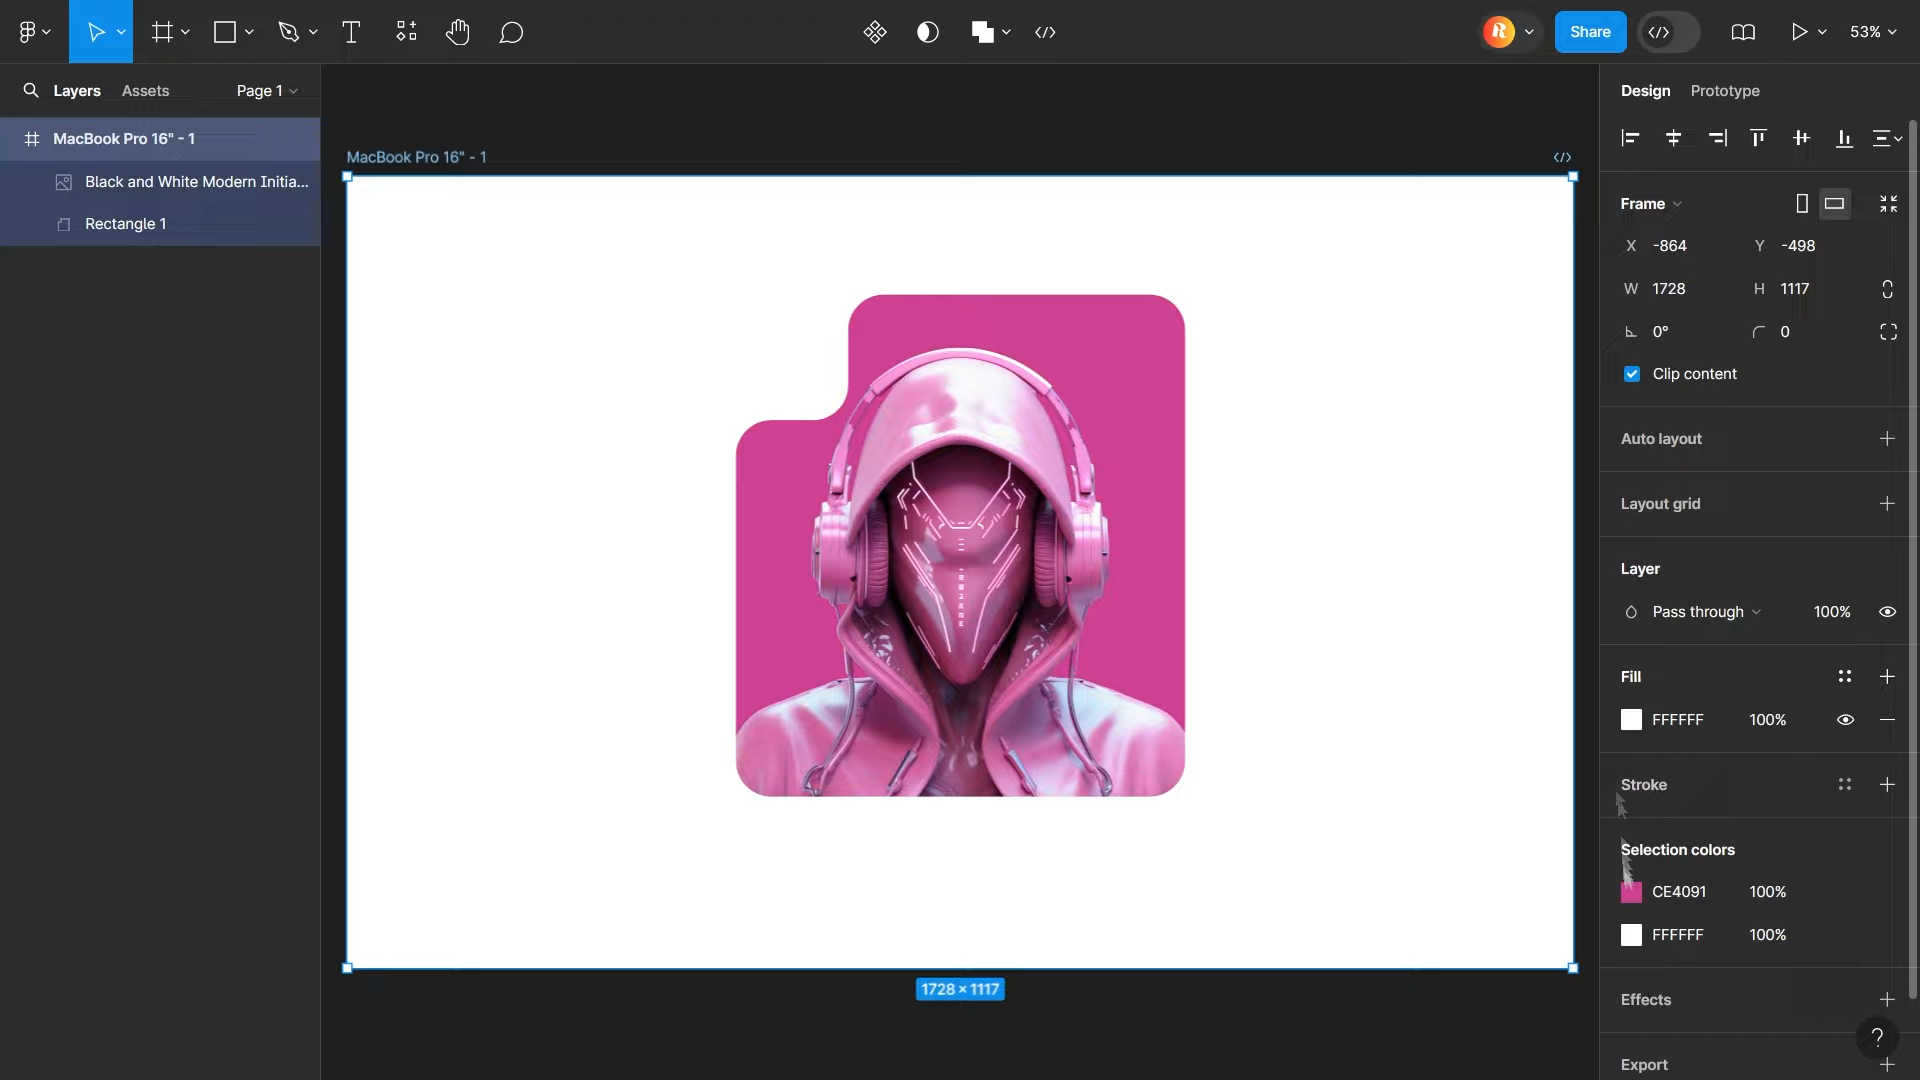 Share
53%
Layers
Assets
Page 1
Design
Prototype
MacBook Pro 16" - 1
Black and White Modern Initia...
Rectangle 1
MacBook Pro 16" - 1
1728 × 1117
Frame
X -864
Y -498
W 1728
H 1117
0°
0
Clip content
Auto layout
Layout grid
Layer
Pass through
100%
Fill
FFFFFF
100%
Stroke
Selection colors
CE4091
100%
FFFFFF
100%
Effects
Export
?